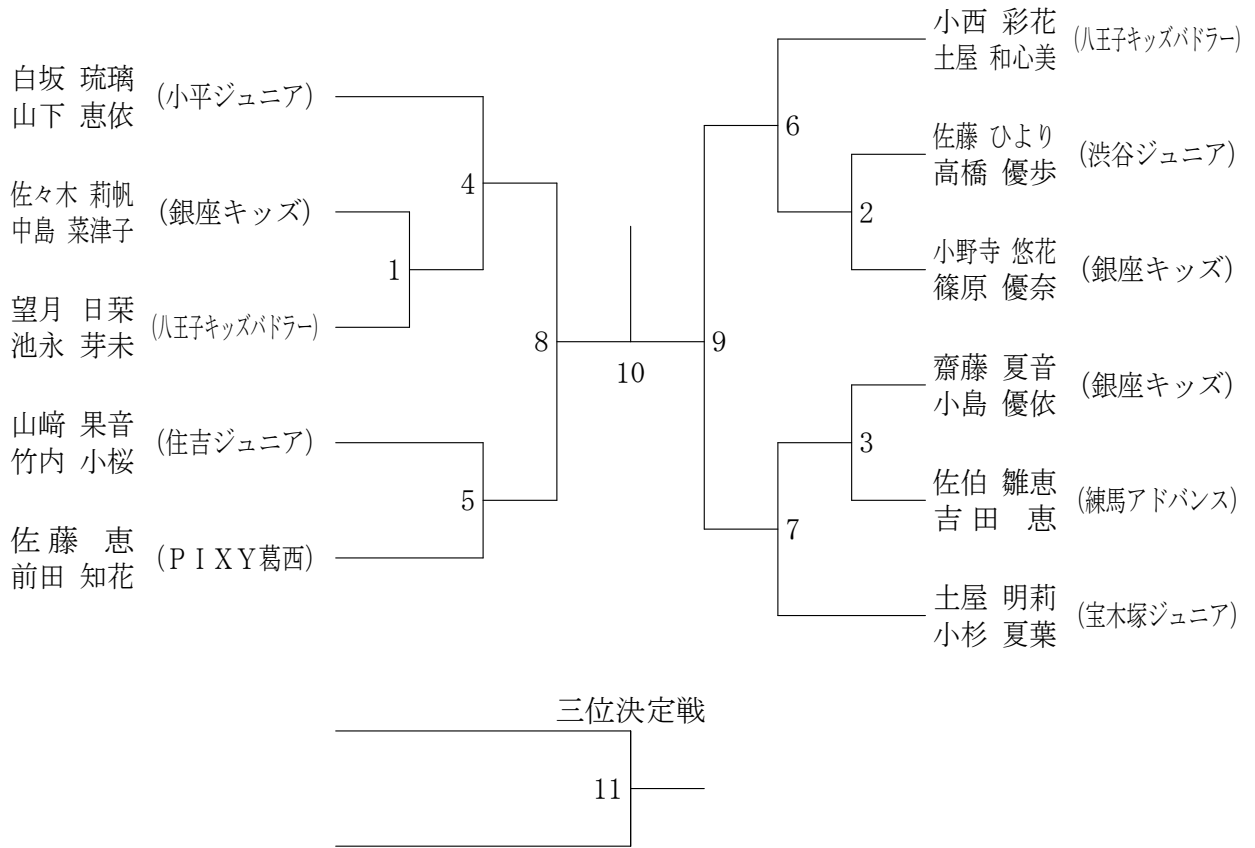 白坂 琉璃
山下 恵依
(小平ジュニア)
佐々木 莉帆
中島 菜津子
(銀座キッズ)
望月 日栞
池永 芽未
(八王子キッズバドラー)
山﨑 果音
竹内 小桜
(住吉ジュニア)
佐藤 恵
前田 知花
(ＰＩＸＹ葛西)
1
4
5
8
10
小西 彩花
土屋 和心美
(八王子キッズバドラー)
佐藤 ひより
高橋 優歩
(渋谷ジュニア)
小野寺 悠花
篠原 優奈
(銀座キッズ)
齋藤 夏音
小島 優依
(銀座キッズ)
佐伯 雛恵
吉田 恵
(練馬アドバンス)
土屋 明莉
小杉 夏葉
(宝木塚ジュニア)
6
2
9
3
7
三位決定戦
11